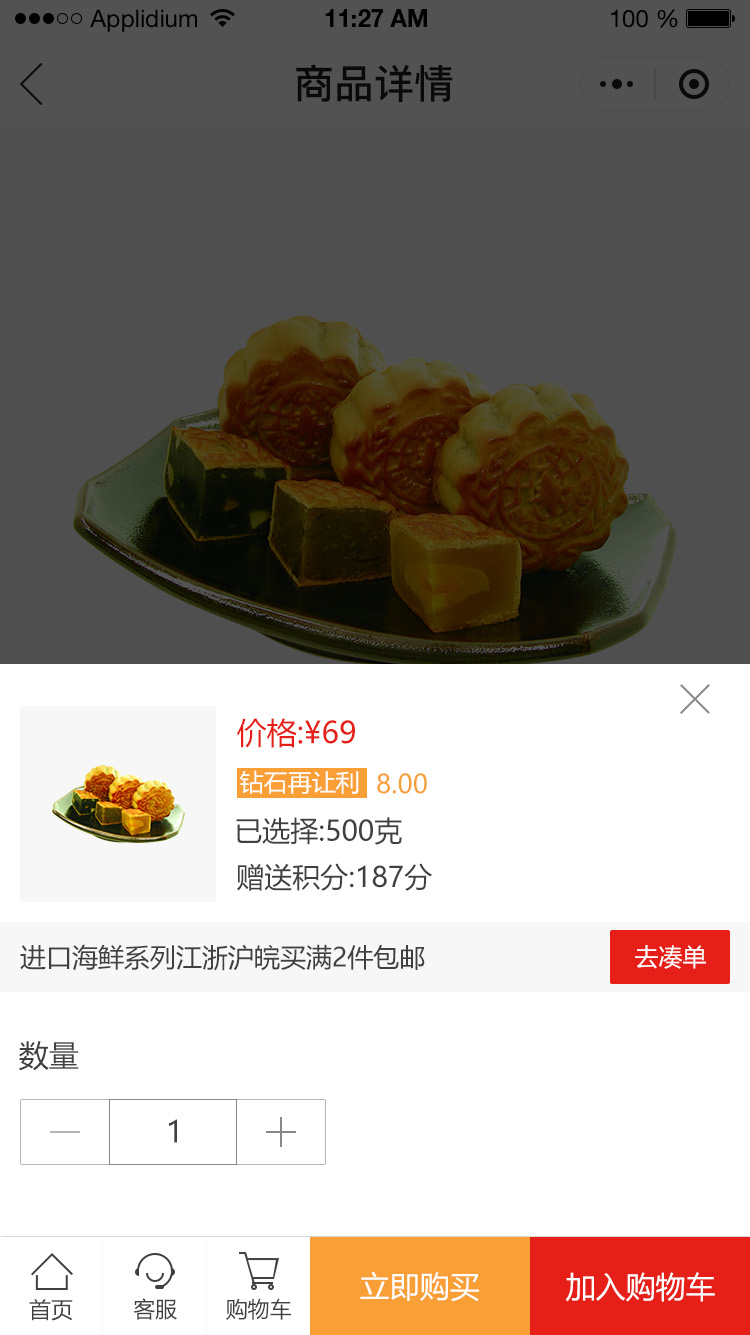 Applidium 11:27 AM 100 %
商品详情
价格:¥69
钻石再让利 8.00
已选择:500克
赠送积分:187分
进口海鲜系列江浙沪皖买满2件包邮 去凑单
数量
1
首页 客服 购物车 立即购买 加入购物车